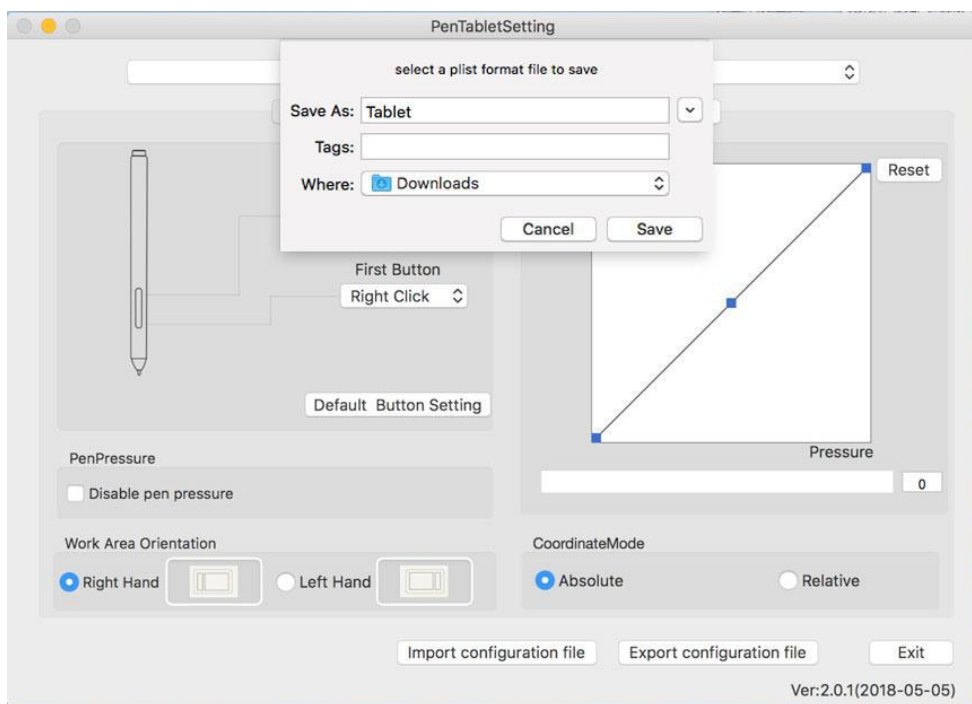 PenTabletSetting
select a plist format file to save
Save As: Tablet
Tags:
Where: Downloads
Cancel Save
Reset
First Button
Right Click
Default Button Setting
Pressure
0
PenPressure
Disable pen pressure
Work Area Orientation
Right Hand Left Hand
CoordinateMode
Absolute Relative
Import configuration file Export configuration file Exit
Ver:2.0.1(2018-05-05)